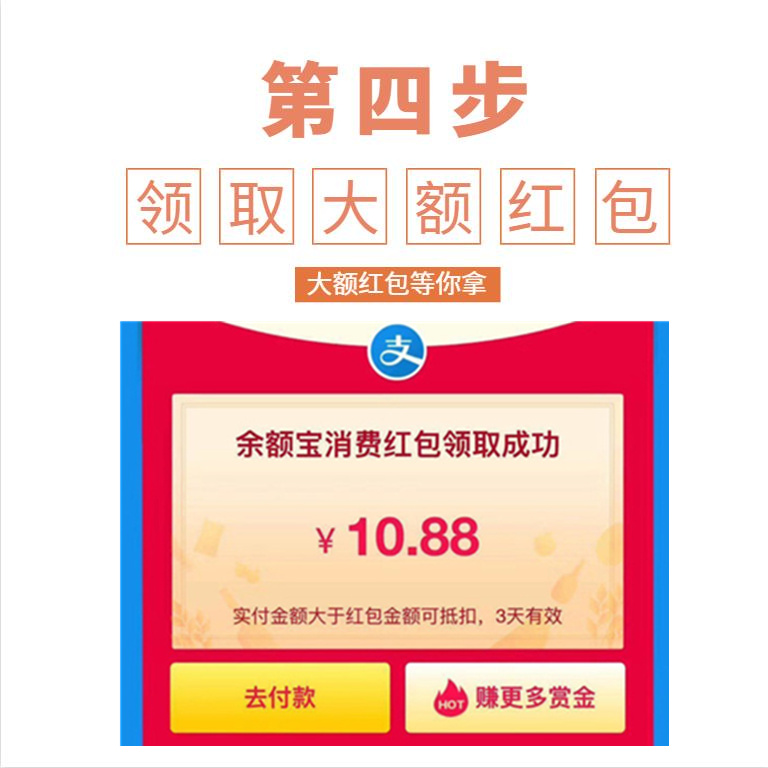 第四步
领取大额红包
大额红包等你拿
支
余额宝消费红包领取成功
¥ 10.88
实付金额大于红包金额可抵扣，3天有效
去付款
HOT 赚更多赏金